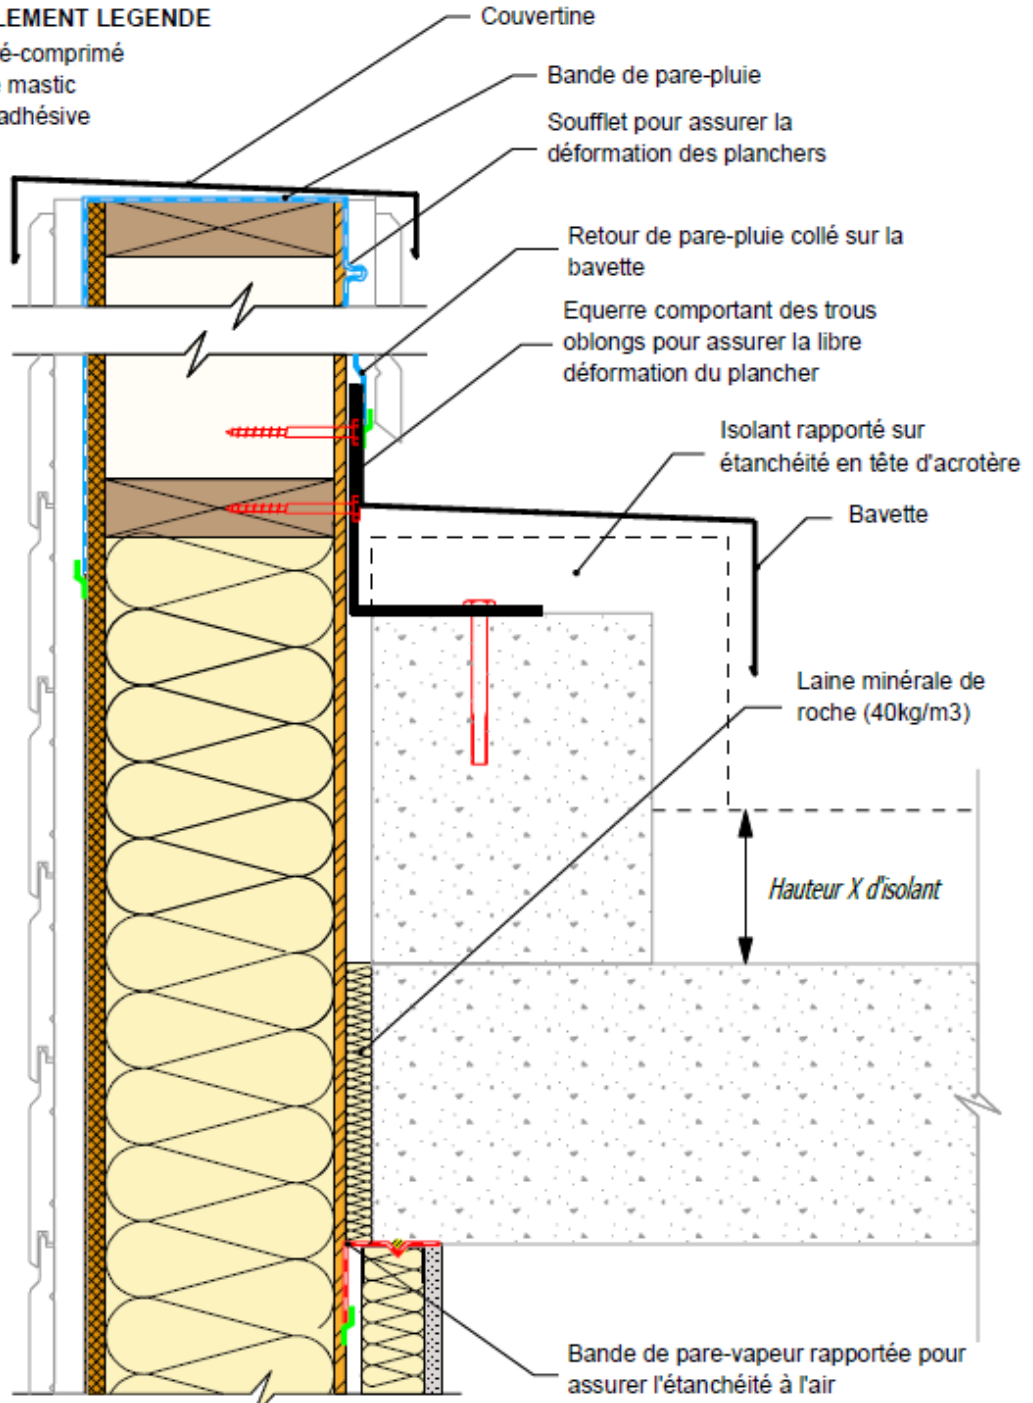 LEMENT LEGENDE
é-comprimé
mastic
adhésive
Couvertine
Bande de pare-pluie
Soufflet pour assurer la
déformation des planchers
Retour de pare-pluie collé sur la
bavette
Equerre comportant des trous
oblongs pour assurer la libre
déformation du plancher
Isolant rapporté sur
étanchéité en tête d'acrotère
Bavette
Laine minérale de
roche (40kg/m3)
Hauteur X d'isolant
Bande de pare-vapeur rapportée pour
assurer l'étanchéité à l'air